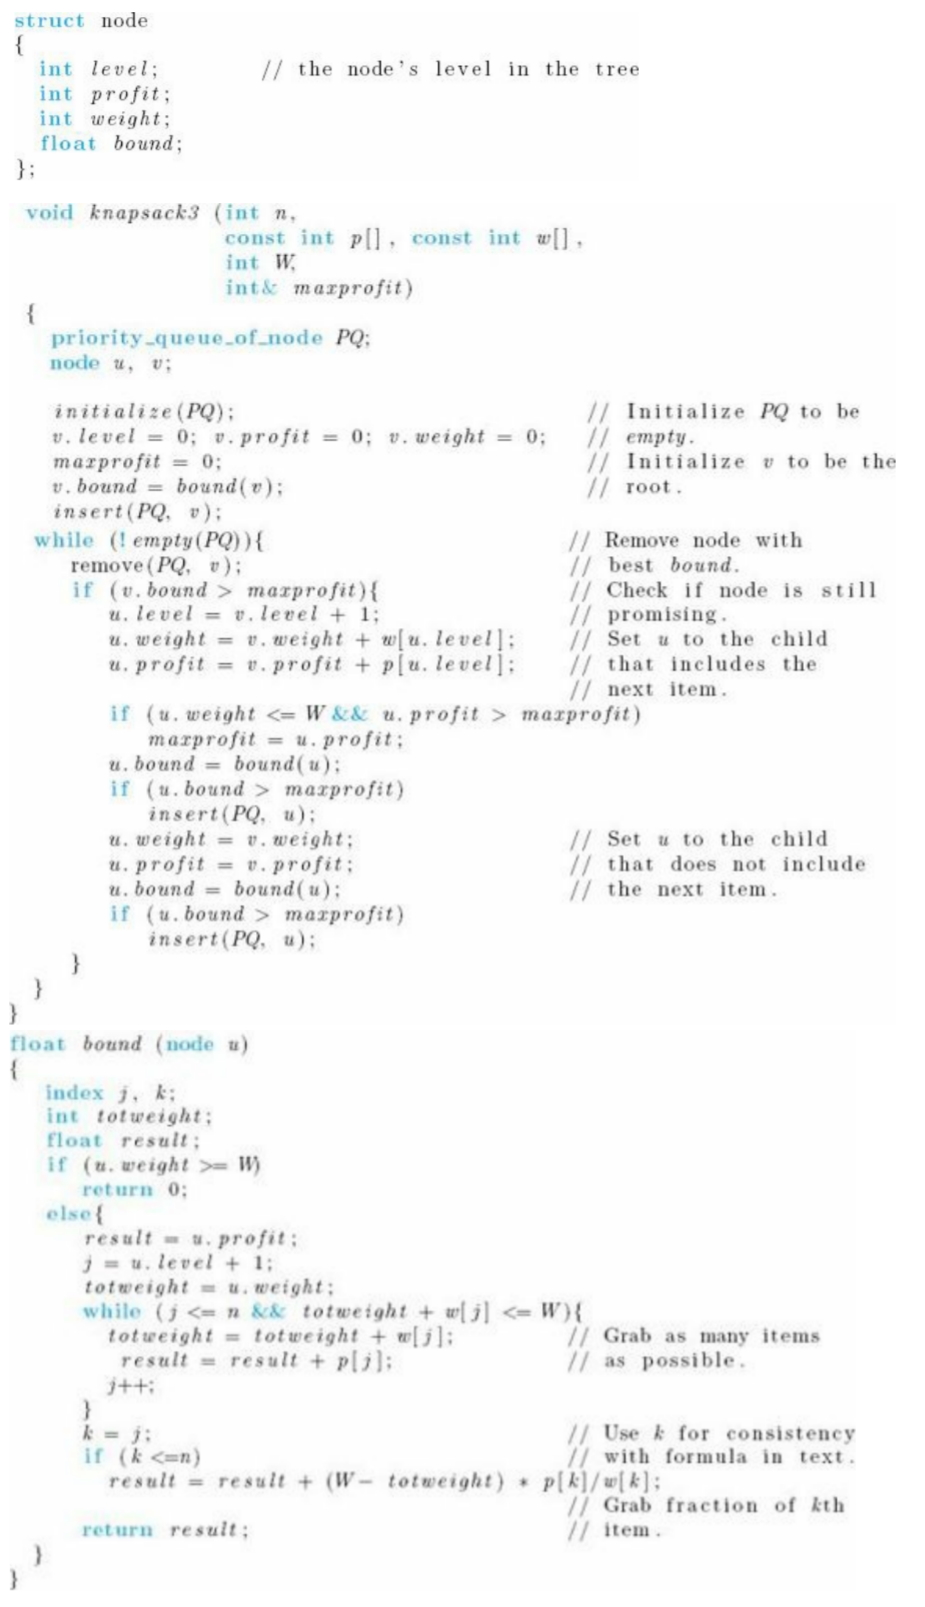 struct node
{
int level; // the node's level in the tree
int profit;
int weight;
float bound;
};
void knapsack3 (int n,
const int p[], const int w[],
int W,
int& maxprofit)
{
priority_queue_of_node PQ;
node u, v;
initialize(PQ); // Initialize PQ to be
v.level = 0; v.profit = 0; v.weight = 0; // empty.
maxprofit = 0; // Initialize v to be the
v.bound = bound(v); // root.
insert(PQ, v);
while (!empty(PQ)){ // Remove node with
remove(PQ, v); // best bound.
if (v.bound > maxprofit){ // Check if node is still
u.level = v.level + 1; // promising.
u.weight = v.weight + w[u.level]; // Set u to the child
u.profit = v.profit + p[u.level]; // that includes the
// next item.
if (u.weight <= W && u.profit > maxprofit)
maxprofit = u.profit;
u.bound = bound(u);
if (u.bound > maxprofit)
insert(PQ, u);
u.weight = v.weight; // Set u to the child
u.profit = v.profit; // that does not include
u.bound = bound(u); // the next item.
if (u.bound > maxprofit)
insert(PQ, u);
}
}
}
float bound (node u)
{
index j, k;
int totweight;
float result;
if (u.weight >= W)
return 0;
else{
result = u.profit;
j = u.level + 1;
totweight = u.weight;
while (j <= n && totweight + w[j] <= W){
totweight = totweight + w[j]; // Grab as many items
result = result + p[j]; // as possible.
j++;
}
k = j; // Use k for consistency
if (k <=n) // with formula in text.
result = result + (W- totweight) * p[k]/w[k];
// Grab fraction of kth
return result; // item.
}
}